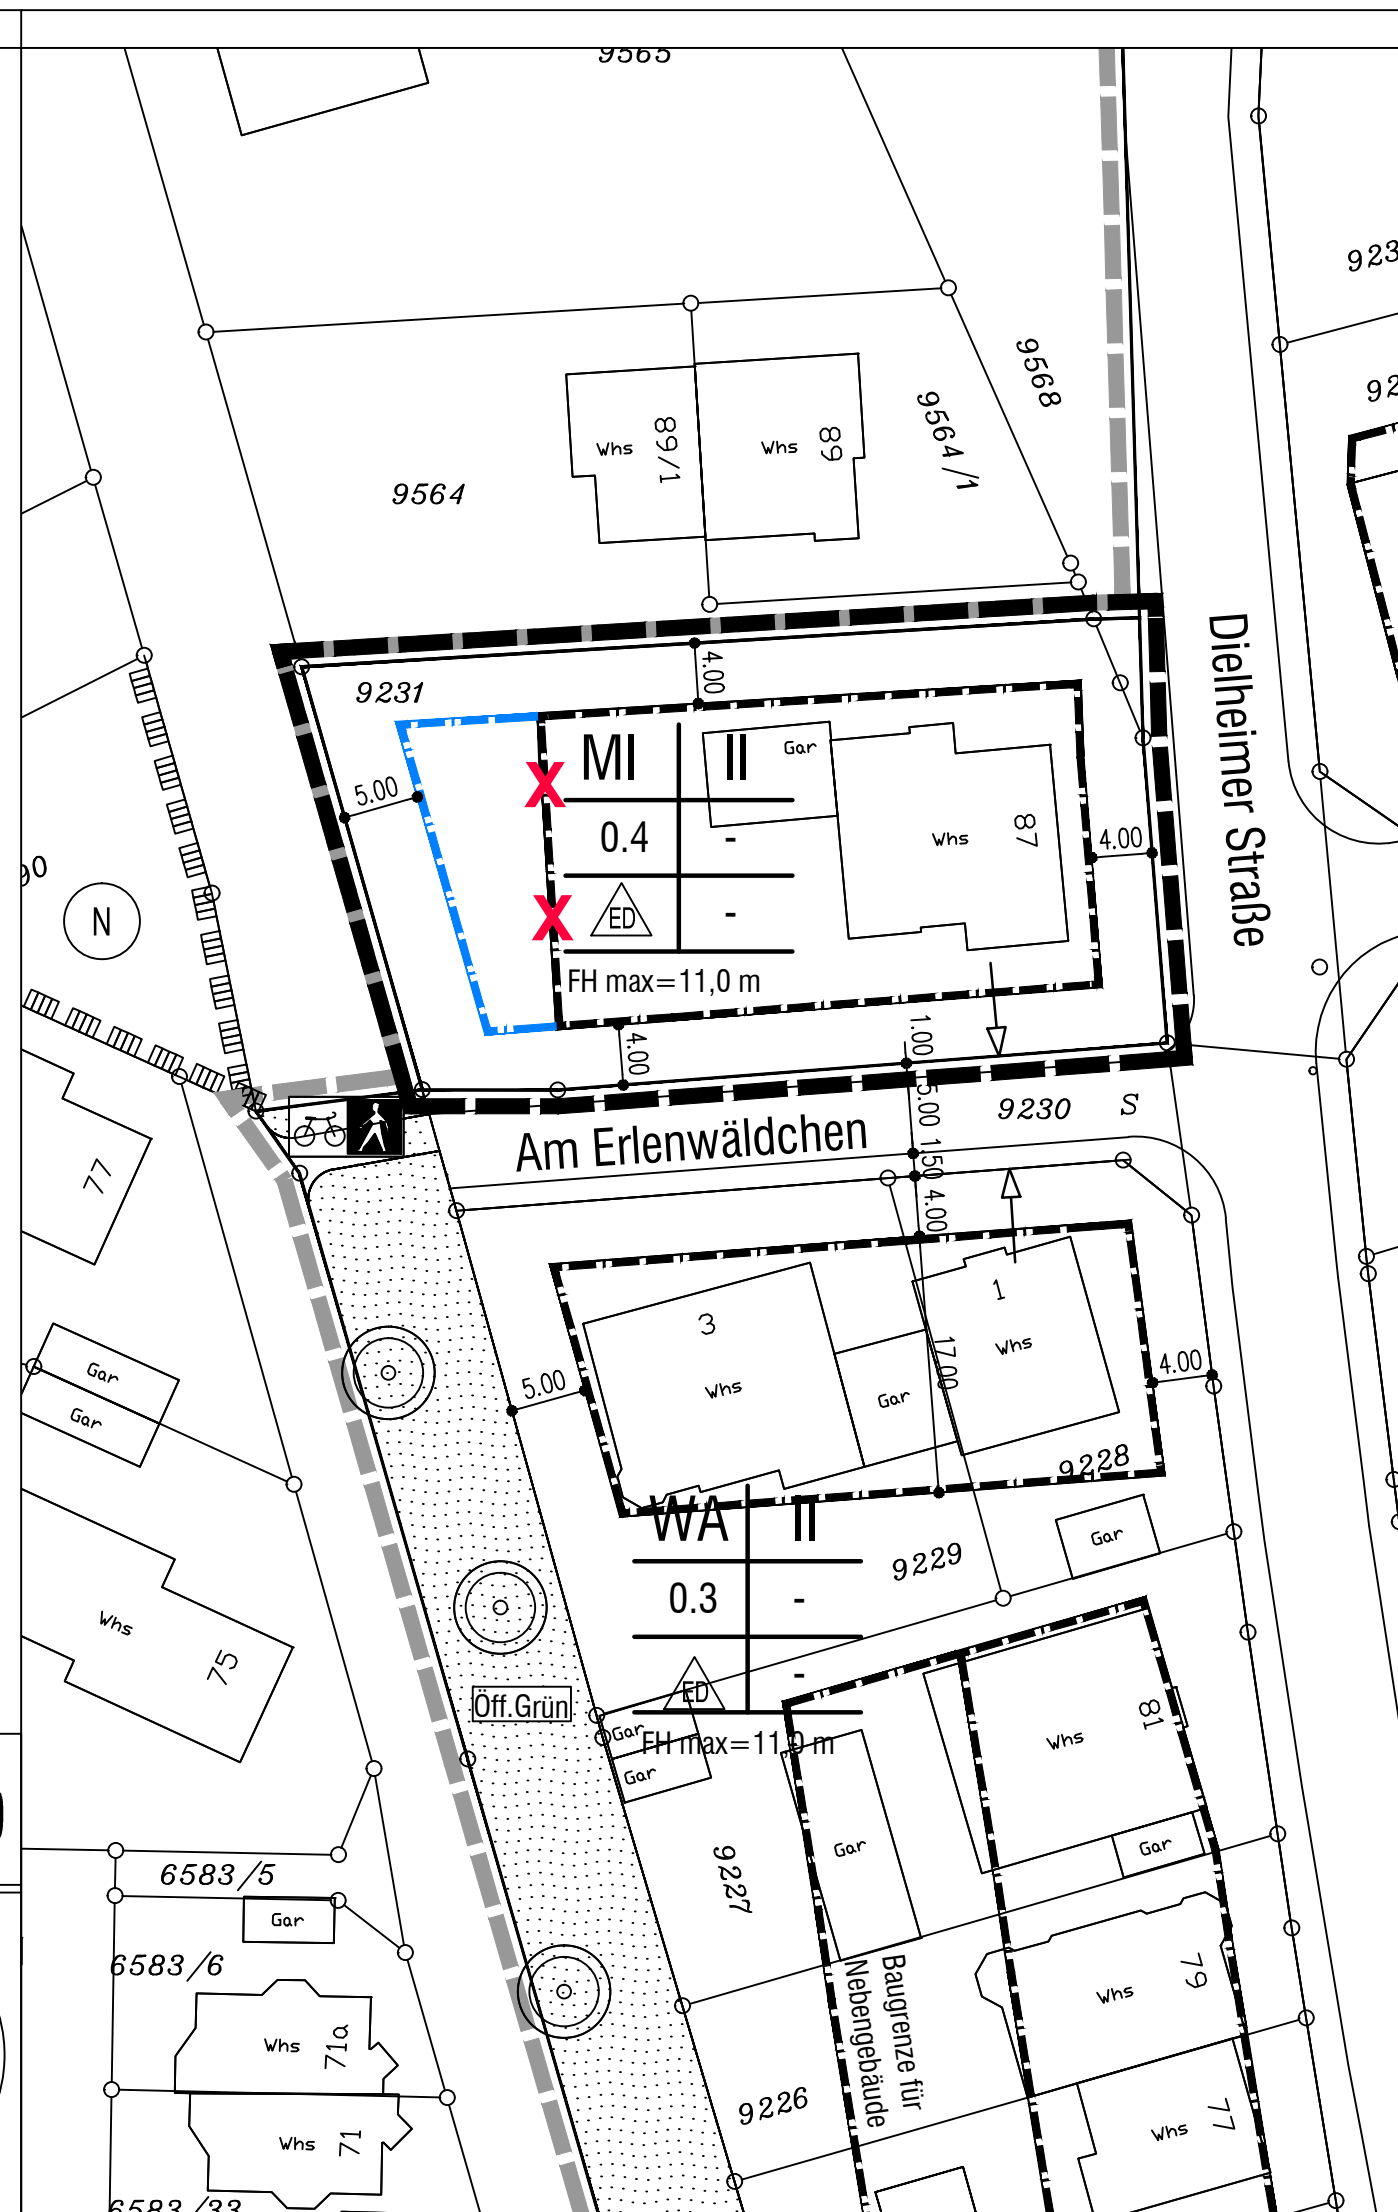 9565
923
92
9568
9564/1
89/1
Whs
Whs
89
9564
Dielheimer Straße
4.00
9231
MI
II
Gar
5.00
X
0.4
-
Whs
87
4.00
N
X
ED
-
FH max=11,0 m
4.00
1.00
5.00
9230
S
Am Erlenwäldchen
1.50
4.00
77
3
1
Whs
17.00
4.00
Gar
Gar
5.00
Whs
Gar
9228
WA
II
9229
Gar
0.3
-
Whs
75
ED
-
Öff.Grün
Gar
FH max=11,0 m
Gar
81
Whs
Gar
Gar
9227
6583/5
Gar
6583/6
Baugrenze für
Nebengebäude
79
Whs
Whs
71a
9226
77
Whs
Whs
71
6583/33